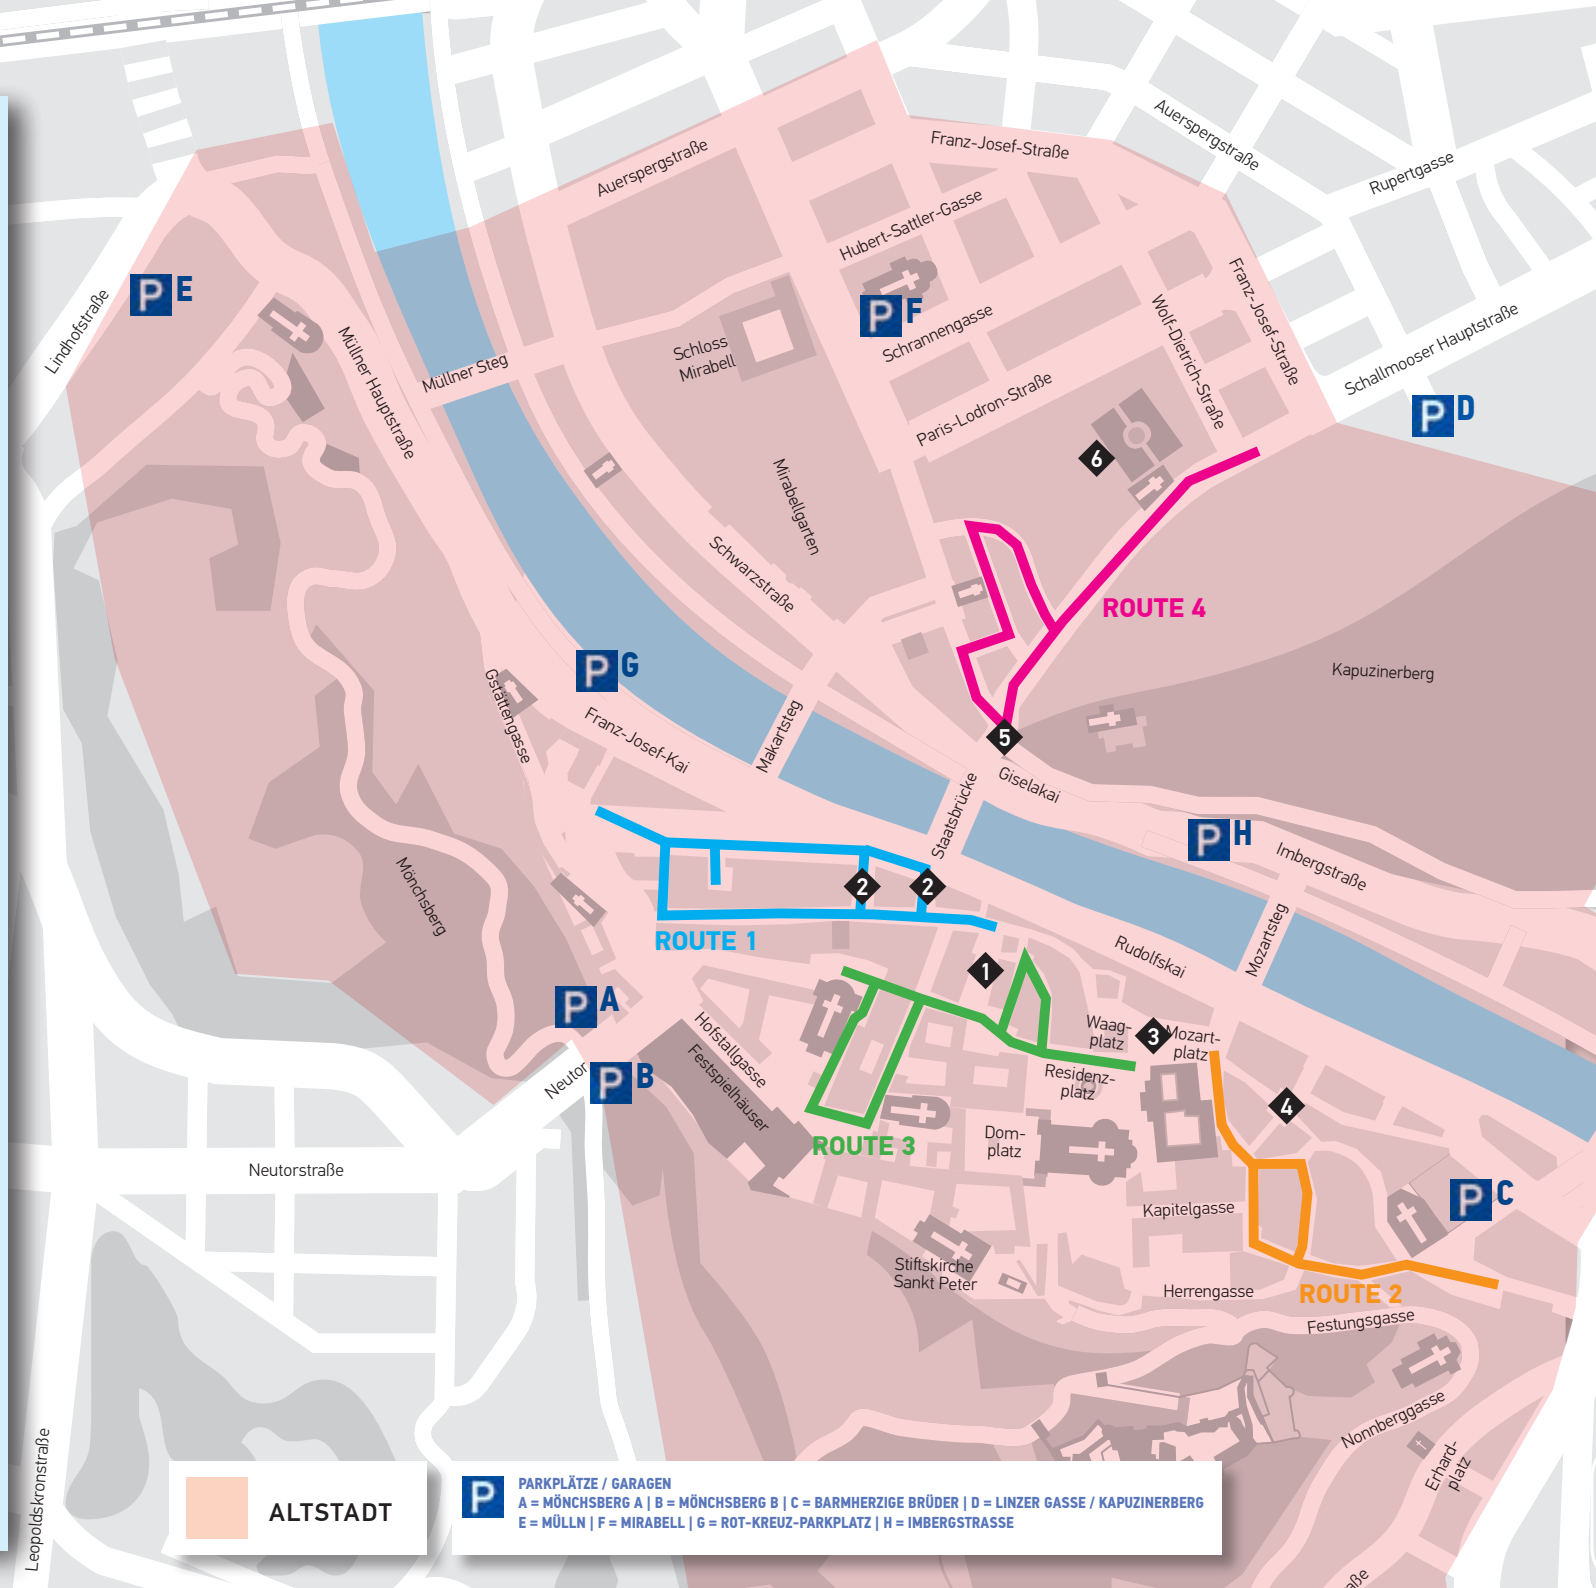 Auerspergstraße
Franz-Josef-Straße
Auerspergstraße
Rupertgasse
Hubert-Sattler-Gasse
Lindhofstraße
P E
P F
Franz-Josef-Straße
Wolf-Dietrich-Straße
Schrannengasse
Schallmooser Hauptstraße
Müllner Hauptstraße
Müllner Steg
Schloss
Mirabell
Paris-Lodron-Straße
P D
6
Mirabellgarten
Schwarzstraße
ROUTE 4
Kapuzinerberg
P G
Gstättengasse
Franz-Josef-Kai
Makartsteg
5
Giselakai
Staatsbrücke
P H
Imbergstraße
Mönchsberg
2
2
ROUTE 1
Rudolfskai
Mozartsteg
1
P A
Hofstallgasse
Festspielhäuser
Waag-
platz
3
Mozart-
platz
Residenz-
platz
Neutor
P B
4
ROUTE 3
Dom-
platz
Neutorstraße
Kapitelgasse
P C
Stiftskirche
Sankt Peter
Herrengasse
ROUTE 2
Festungsgasse
Nonnberggasse
Erhard-
platz
Leopoldskronstraße
ALTSTADT
P
PARKPLÄTZE / GARAGEN
A = MÖNCHSBERG A | B = MÖNCHSBERG B | C = BARMHERZIGE BRÜDER | D = LINZER GASSE / KAPUZINERBERG
E = MÜLLN | F = MIRABELL | G = ROT-KREUZ-PARKPLATZ | H = IMBERGSTRASSE